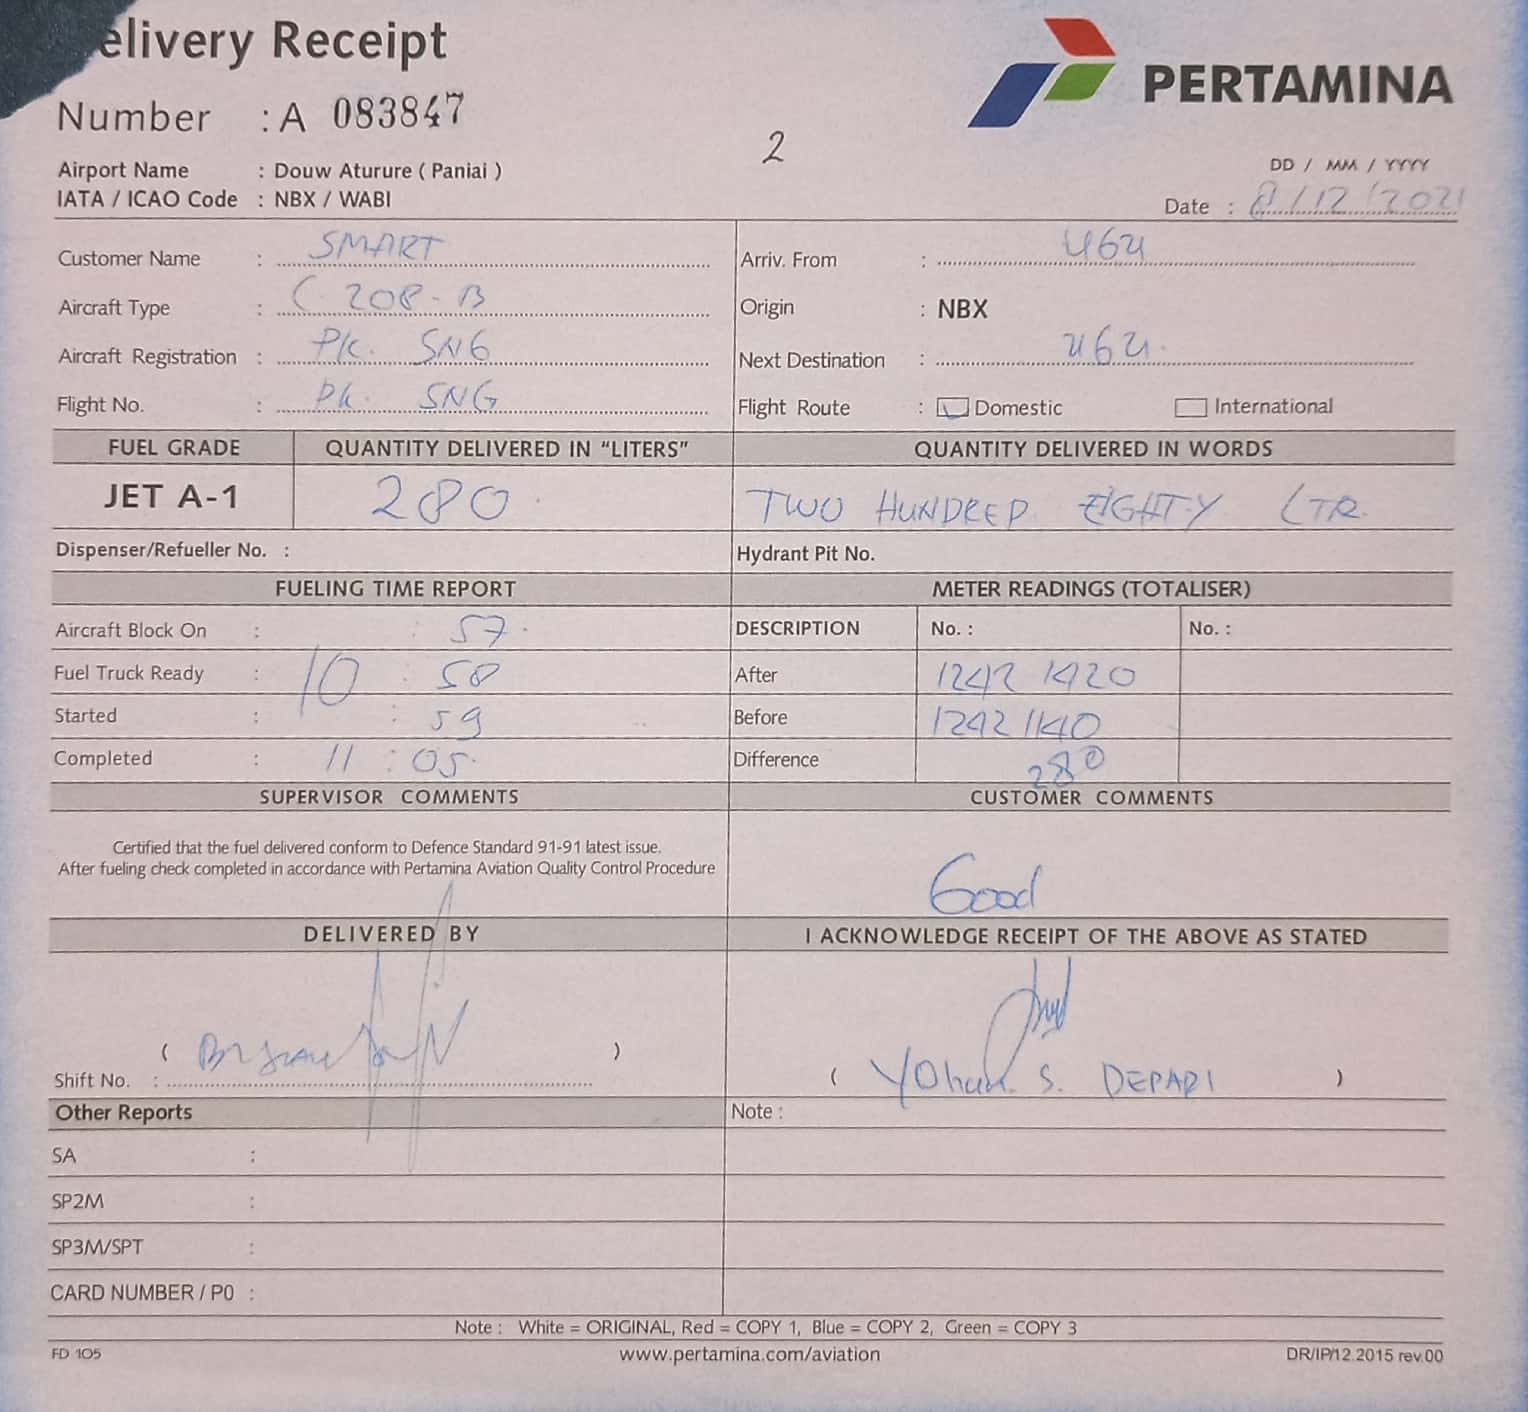 elivery Receipt
PERTAMINA
Number : A 083847
2
Airport Name : Douw Aturure ( Paniai )
IATA / ICAO Code : NBX / WABI
DD / MM / YYYY
Date : 8/12/2021
Customer Name : SMART
Arriv. From : UGU
Aircraft Type : C 208-B
Origin : NBX
Aircraft Registration : PK. SNG
Next Destination : UGU.
Flight No. : PK. SNG
Flight Route : Domestic International
FUEL GRADE QUANTITY DELIVERED IN “LITERS” QUANTITY DELIVERED IN WORDS
JET A-1 280. TWO HUNDRED EIGHTY LTR.
Dispenser/Refueller No. : Hydrant Pit No.
FUELING TIME REPORT METER READINGS (TOTALISER)
Aircraft Block On : : 57. DESCRIPTION No. : No. :
Fuel Truck Ready : 10 : 58 After 12421420
Started : : 59 Before 12421140
Completed : 11 : 05. Difference 280
SUPERVISOR COMMENTS CUSTOMER COMMENTS
Certified that the fuel delivered conform to Defence Standard 91-91 latest issue.
After fueling check completed in accordance with Pertamina Aviation Quality Control Procedure
Good
DELIVERED BY I ACKNOWLEDGE RECEIPT OF THE ABOVE AS STATED
( )
Shift No. :
( Yohan. S. DEPARI )
Other Reports Note :
SA :
SP2M :
SP3M/SPT :
CARD NUMBER / P0 :
Note : White = ORIGINAL, Red = COPY 1, Blue = COPY 2, Green = COPY 3
FD 105 www.pertamina.com/aviation DR/IP/12.2015 rev.00